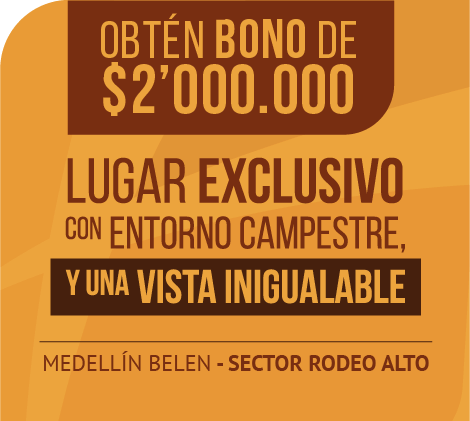 OBTÉN BONO DE
$2’000.000
LUGAR EXCLUSIVO
CON ENTORNO CAMPESTRE,
Y UNA VISTA INIGUALABLE
MEDELLÍN BELEN - SECTOR RODEO ALTO